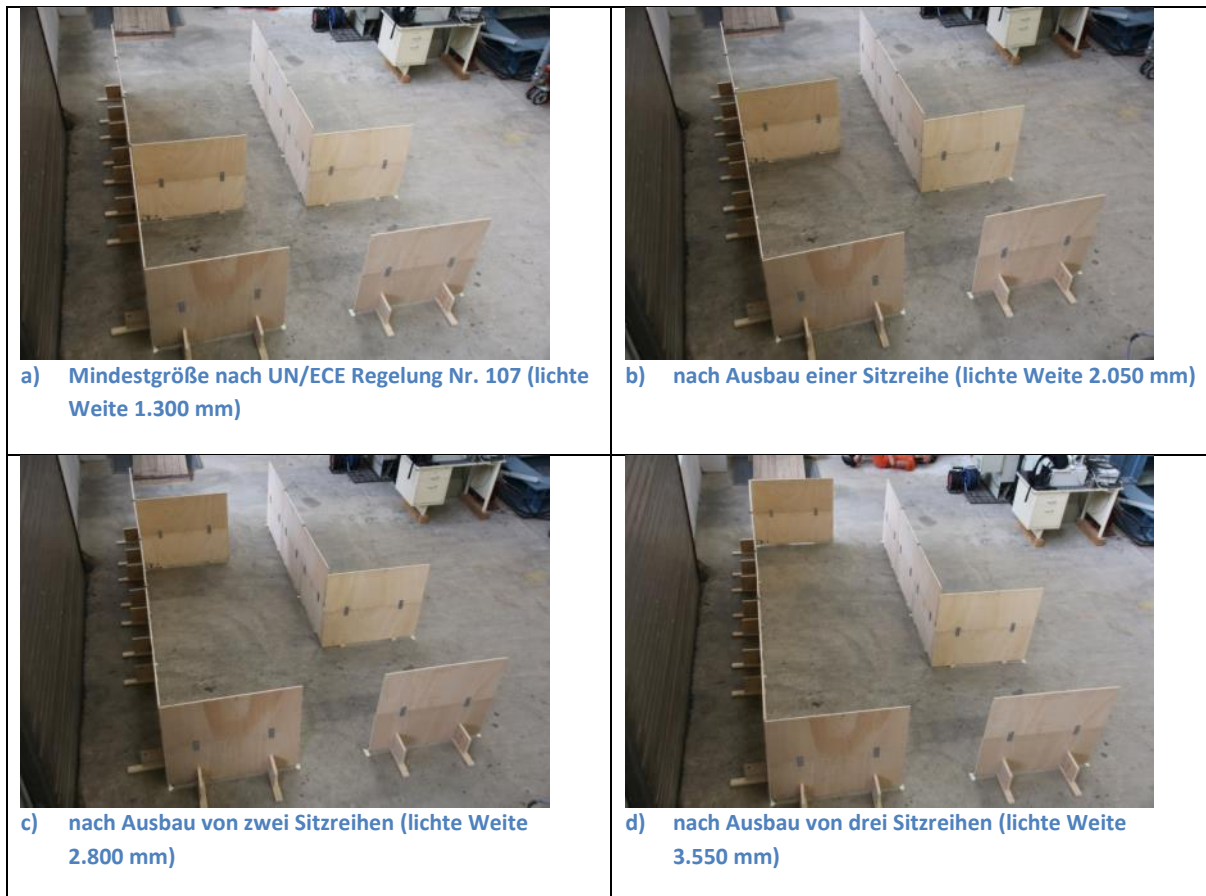 a) Mindestgröße nach UN/ECE Regelung Nr. 107 (lichte
Weite 1.300 mm)
b) nach Ausbau einer Sitzreihe (lichte Weite 2.050 mm)
c) nach Ausbau von zwei Sitzreihen (lichte Weite
2.800 mm)
d) nach Ausbau von drei Sitzreihen (lichte Weite
3.550 mm)